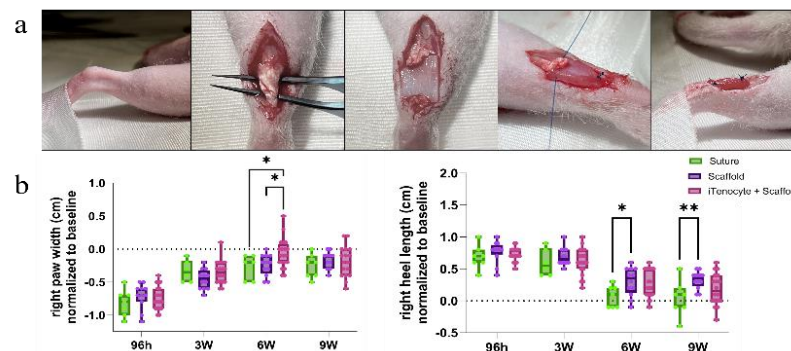 a
b
right paw width (cm)
normalized to baseline
1.0
0.5
-0.0
-0.5
-1.0
*
*
96h
3W
6W
9W
right heel length (cm)
normalized to baseline
2.0
1.5
1.0
0.5
0.0
-0.5
*
**
96h
3W
6W
9W
Suture
Scaffold
iTenocyte + Scaffo